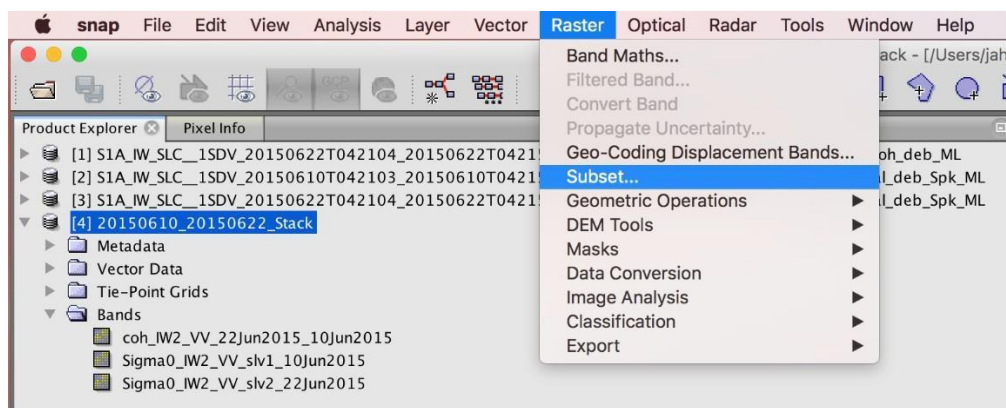 snap File Edit View Analysis Layer Vector Raster Optical Radar Tools Window Help
ack - [/Users/jah
GCP
Product Explorer Pixel Info
[1] S1A_IW_SLC__1SDV_20150622T042104_20150622T0421
oh_deb_ML
[2] S1A_IW_SLC__1SDV_20150610T042103_20150610T0421
al_deb_Spk_ML
[3] S1A_IW_SLC__1SDV_20150622T042104_20150622T0421
al_deb_Spk_ML
[4] 20150610_20150622_Stack
Metadata
Vector Data
Tie-Point Grids
Bands
coh_IW2_VV_22Jun2015_10Jun2015
Sigma0_IW2_VV_slv1_10Jun2015
Sigma0_IW2_VV_slv2_22Jun2015
Band Maths...
Filtered Band...
Convert Band
Propagate Uncertainty...
Geo-Coding Displacement Bands...
Subset...
Geometric Operations
DEM Tools
Masks
Data Conversion
Image Analysis
Classification
Export